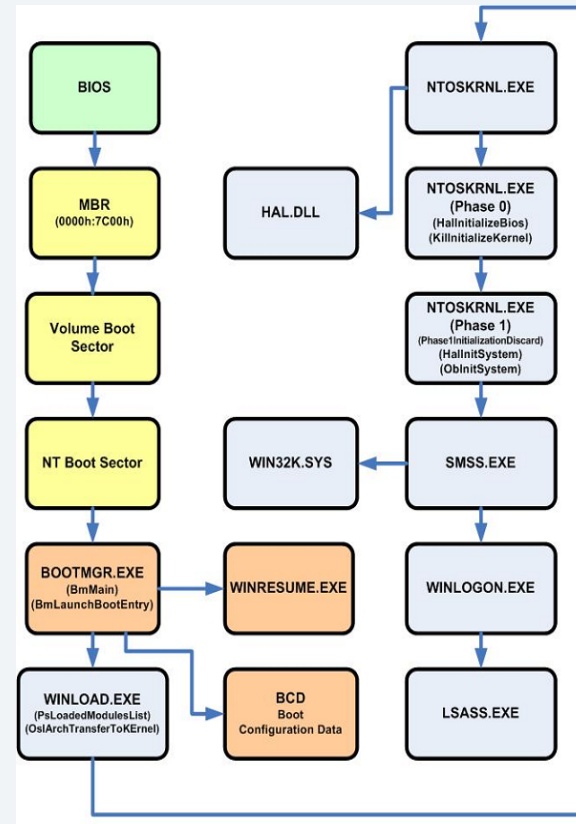 BIOS
MBR
(0000h:7C00h)
Volume Boot
Sector
NT Boot Sector
BOOTMGR.EXE
(BmMain)
(BmLaunchBootEntry)
WINLOAD.EXE
(PsLoadedModulesList)
(OslArchTransferToKErnel)
HAL.DLL
WIN32K.SYS
WINRESUME.EXE
BCD
Boot
Configuration Data
NTOSKRNL.EXE
NTOSKRNL.EXE
(Phase 0)
(HalInitializeBios)
(KillnitializeKernel)
NTOSKRNL.EXE
(Phase 1)
(Phase1InitializationDiscard)
(HalInitSystem)
(ObInitSystem)
SMSS.EXE
WINLOGON.EXE
LSASS.EXE